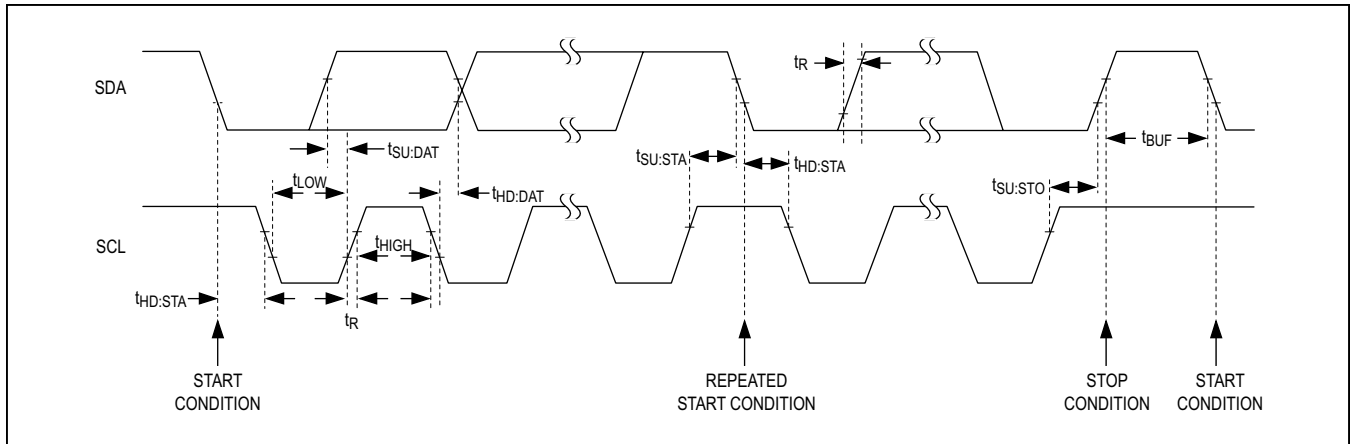 SDA
tR
tSU:DAT
tSU:STA
tHD:STA
tBUF
tLOW
tHD:DAT
tSU:STO
SCL
tHIGH
tHD:STA
tR
START
CONDITION
REPEATED
START CONDITION
STOP
CONDITION
START
CONDITION